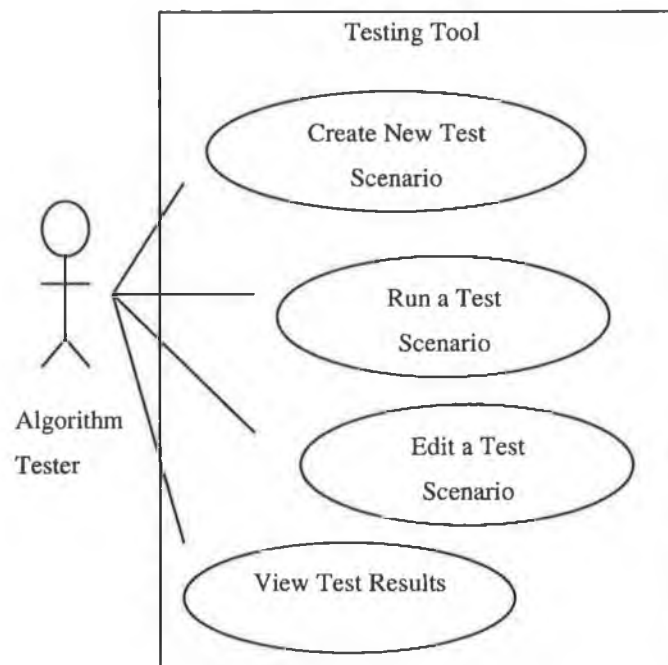 Testing Tool
Create New Test
Scenario
Run a Test
Scenario
Algorithm
Tester
Edit a Test
Scenario
View Test Results